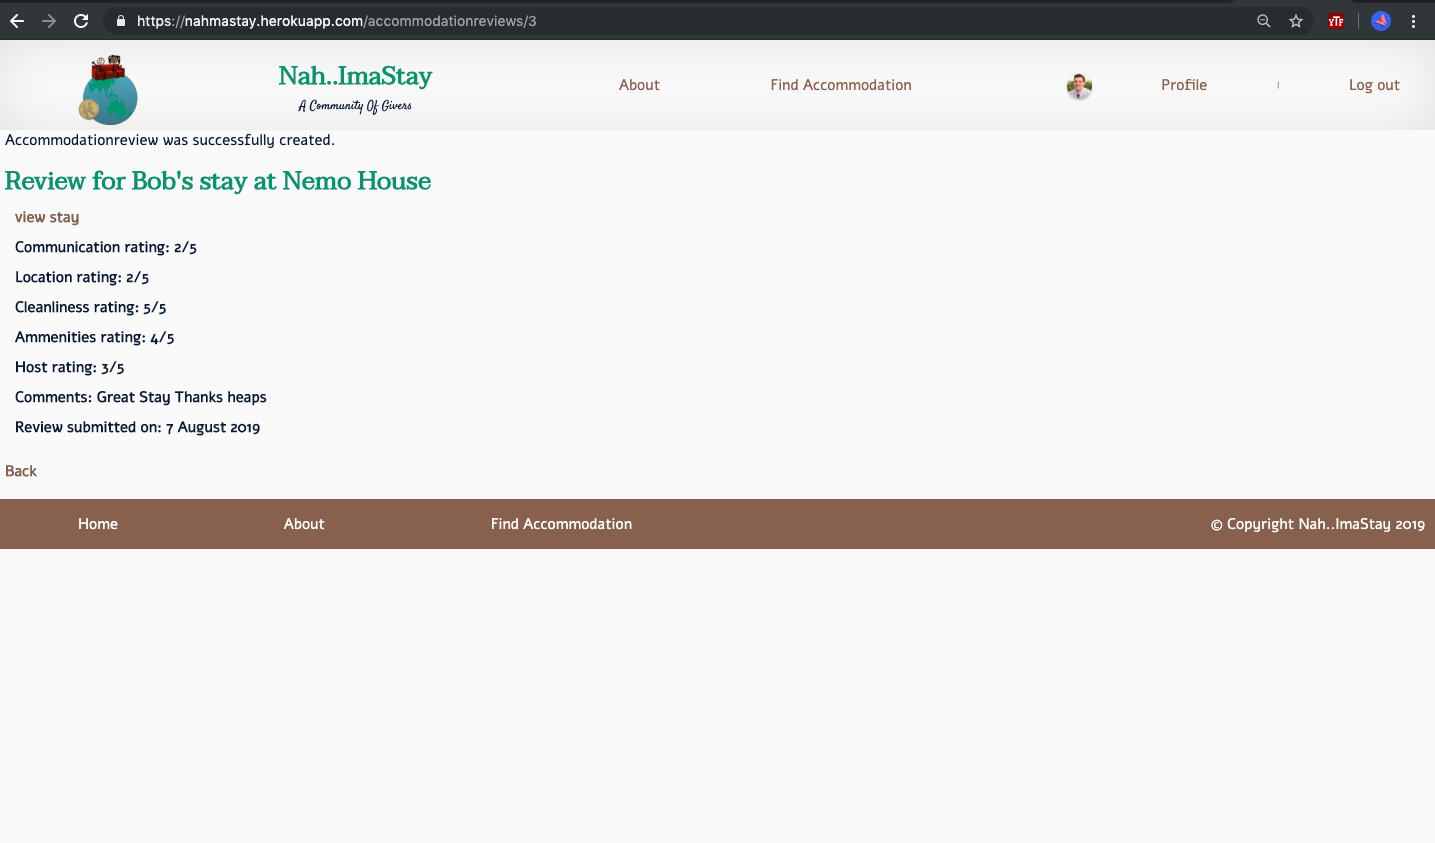 https://nahmastay.herokuapp.com/accommodationreviews/3
Nah..ImaStay
A Community Of Givers
About
Find Accommodation
Profile
Log out
Accommodationreview was successfully created.
Review for Bob's stay at Nemo House
view stay
Communication rating: 2/5
Location rating: 2/5
Cleanliness rating: 5/5
Ammenities rating: 4/5
Host rating: 3/5
Comments: Great Stay Thanks heaps
Review submitted on: 7 August 2019
Back
Home
About
Find Accommodation
© Copyright Nah..ImaStay 2019